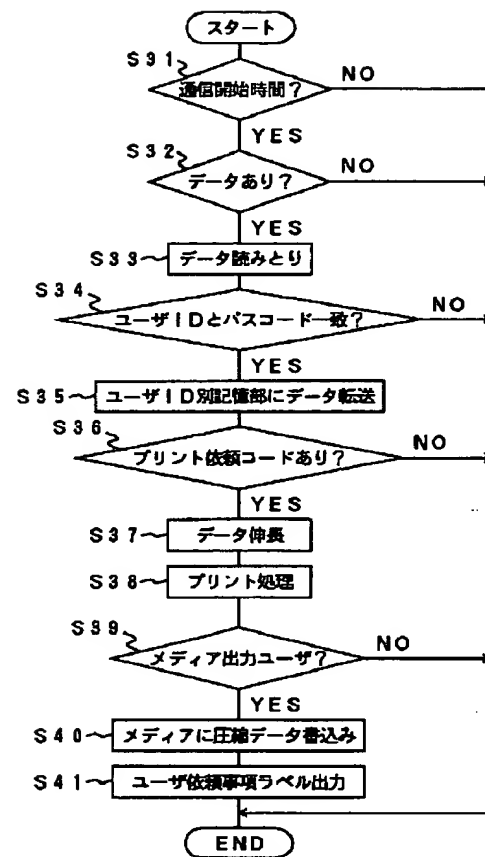 スタート
S31
通信開始時間?
NO
YES
S32
データあり?
NO
YES
S33
データ読みとり
S34
ユーザIDとパスコード一致?
NO
YES
S35
ユーザID別記憶部にデータ転送
S36
プリント依頼コードあり?
NO
YES
S37
データ伸長
S38
プリント処理
S39
メディア出力ユーザ?
NO
YES
S40
メディアに圧縮データ書込み
S41
ユーザ依頼事項ラベル出力
END